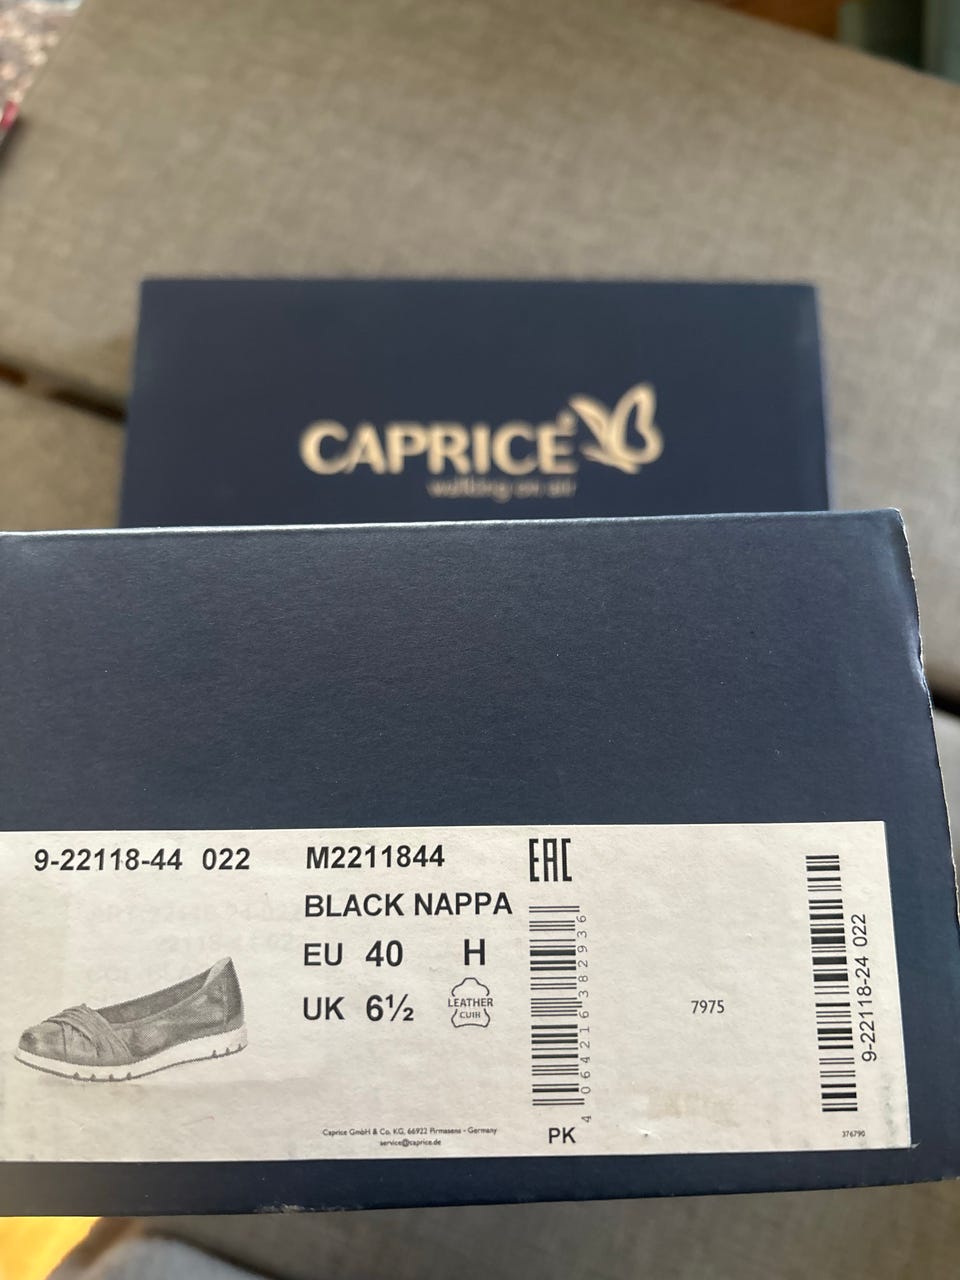 CAPRICE®
walking on air
9-22118-44 022
M2211844
BLACK NAPPA
EU 40 H
UK 6½
LEATHER
CUIR
EAC
4 064216 382936
PK
7975
9-22118-24 022
376790
Caprice GmbH & Co. KG, 66922 Pirmasens - Germany
service@caprice.de